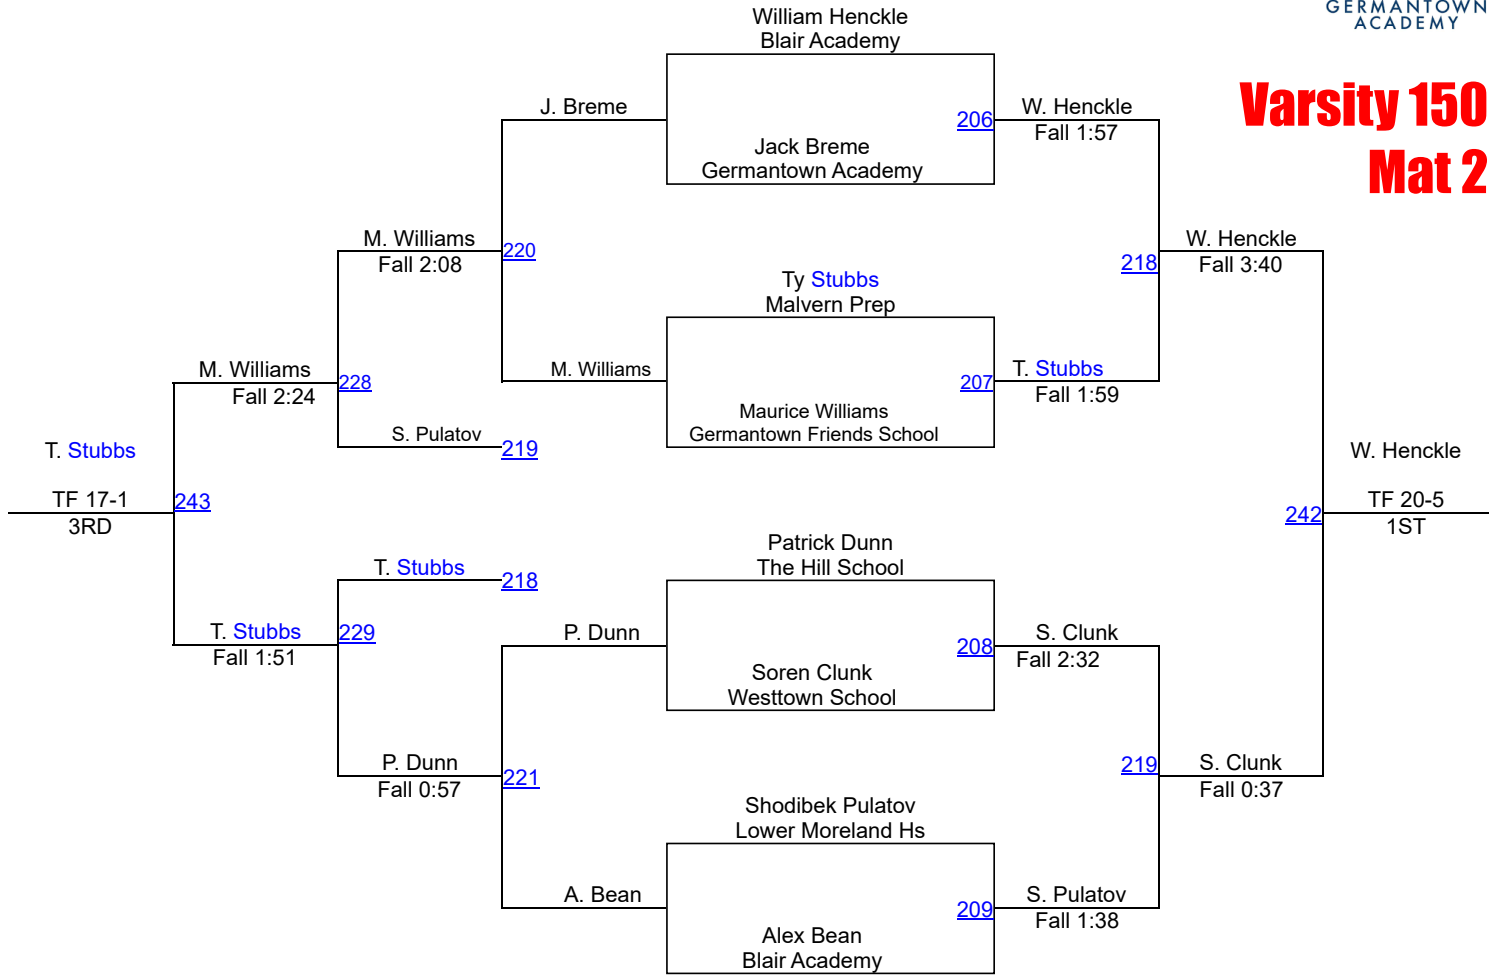 GERMANTOWN
ACADEMY
Varsity 150
Mat 2
William Henckle
Blair Academy
J. Breme
206
W. Henckle
Fall 1:57
Jack Breme
Germantown Academy
M. Williams
Fall 2:08
220
218
W. Henckle
Fall 3:40
Ty Stubbs
Malvern Prep
M. Williams
Fall 2:24
228
M. Williams
207
T. Stubbs
Fall 1:59
Maurice Williams
Germantown Friends School
S. Pulatov
219
T. Stubbs
TF 17-1
3RD
243
W. Henckle
242
TF 20-5
1ST
Patrick Dunn
The Hill School
T. Stubbs
218
T. Stubbs
Fall 1:51
229
P. Dunn
208
S. Clunk
Fall 2:32
Soren Clunk
Westtown School
P. Dunn
Fall 0:57
221
219
S. Clunk
Fall 0:37
Shodibek Pulatov
Lower Moreland Hs
A. Bean
209
S. Pulatov
Fall 1:38
Alex Bean
Blair Academy